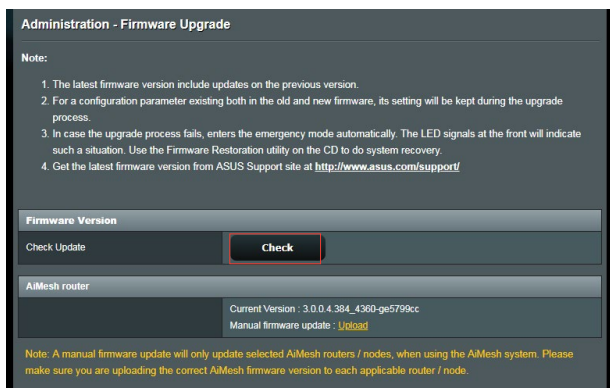 Administration - Firmware Upgrade
Note:
1. The latest firmware version include updates on the previous version.
2. For a configuration parameter existing both in the old and new firmware, its setting will be kept during the upgrade
process.
3. In case the upgrade process fails, enters the emergency mode automatically. The LED signals at the front will indicate
such a situation. Use the Firmware Restoration utility on the CD to do system recovery.
4. Get the latest firmware version from ASUS Support site at http://www.asus.com/support/
Firmware Version
Check Update
Check
AiMesh router
Current Version : 3.0.0.4.384_4360-ge5799cc
Manual firmware update : Upload
Note: A manual firmware update will only update selected AiMesh routers / nodes, when using the AiMesh system. Please
make sure you are uploading the correct AiMesh firmware version to each applicable router / node.